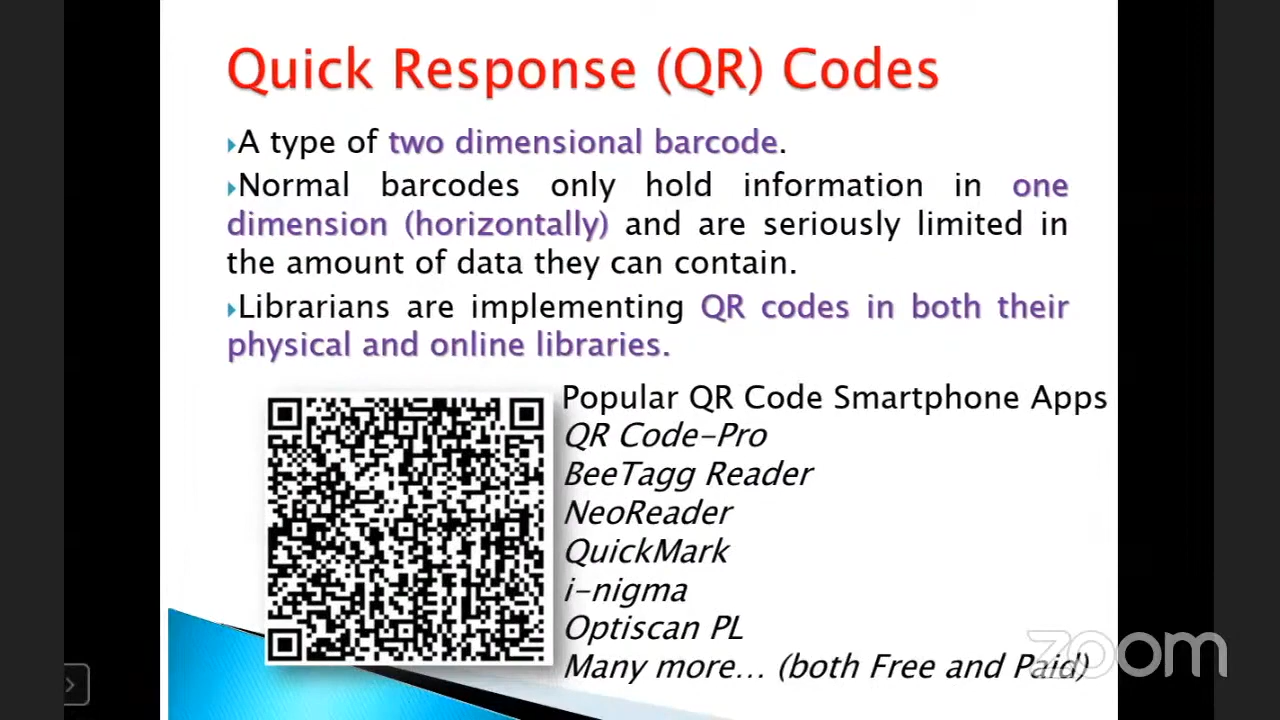 Quick Response (QR) Codes
A type of two dimensional barcode.
Normal barcodes only hold information in one
dimension (horizontally) and are seriously limited in
the amount of data they can contain.
Librarians are implementing QR codes in both their
physical and online libraries.
Popular QR Code Smartphone Apps
QR Code-Pro
BeeTagg Reader
NeoReader
QuickMark
i-nigma
Optiscan PL
Many more... (both Free and Paid)
zoom